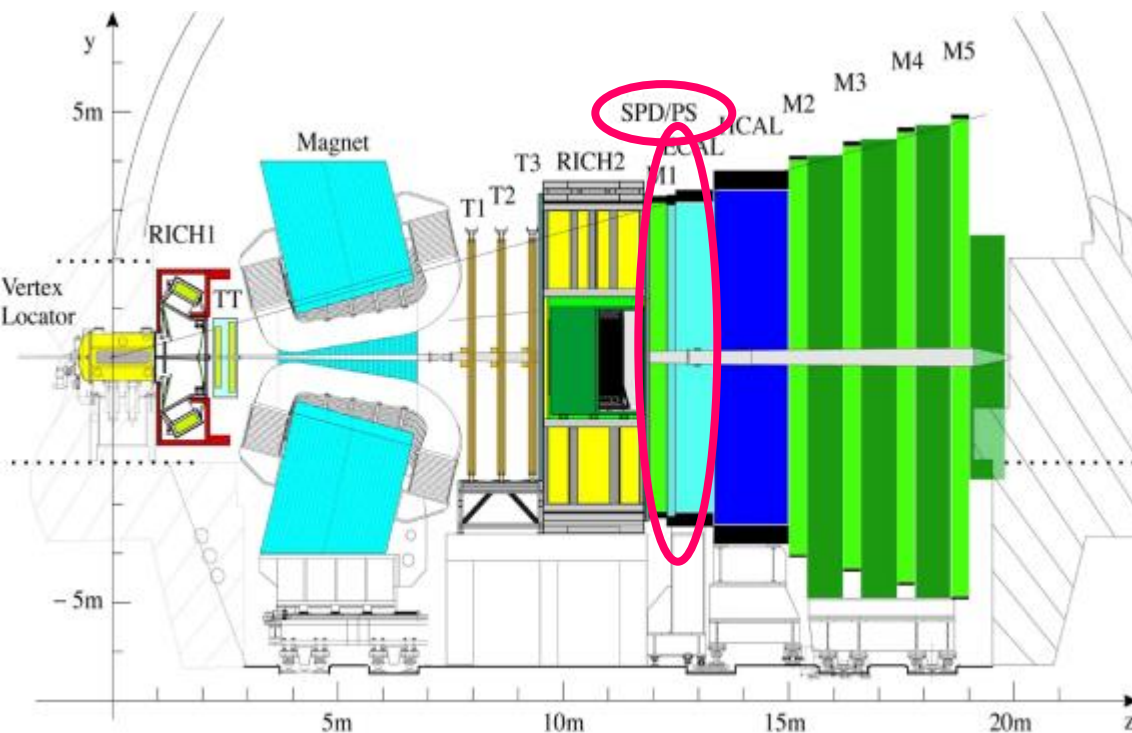 y
5m
Magnet
SPD/PS
HCAL
ECAL
M1
M2
M3
M4
M5
RICH2
T3
T2
T1
RICH1
TT
Vertex
Locator
- 5m
5m
10m
15m
20m
z